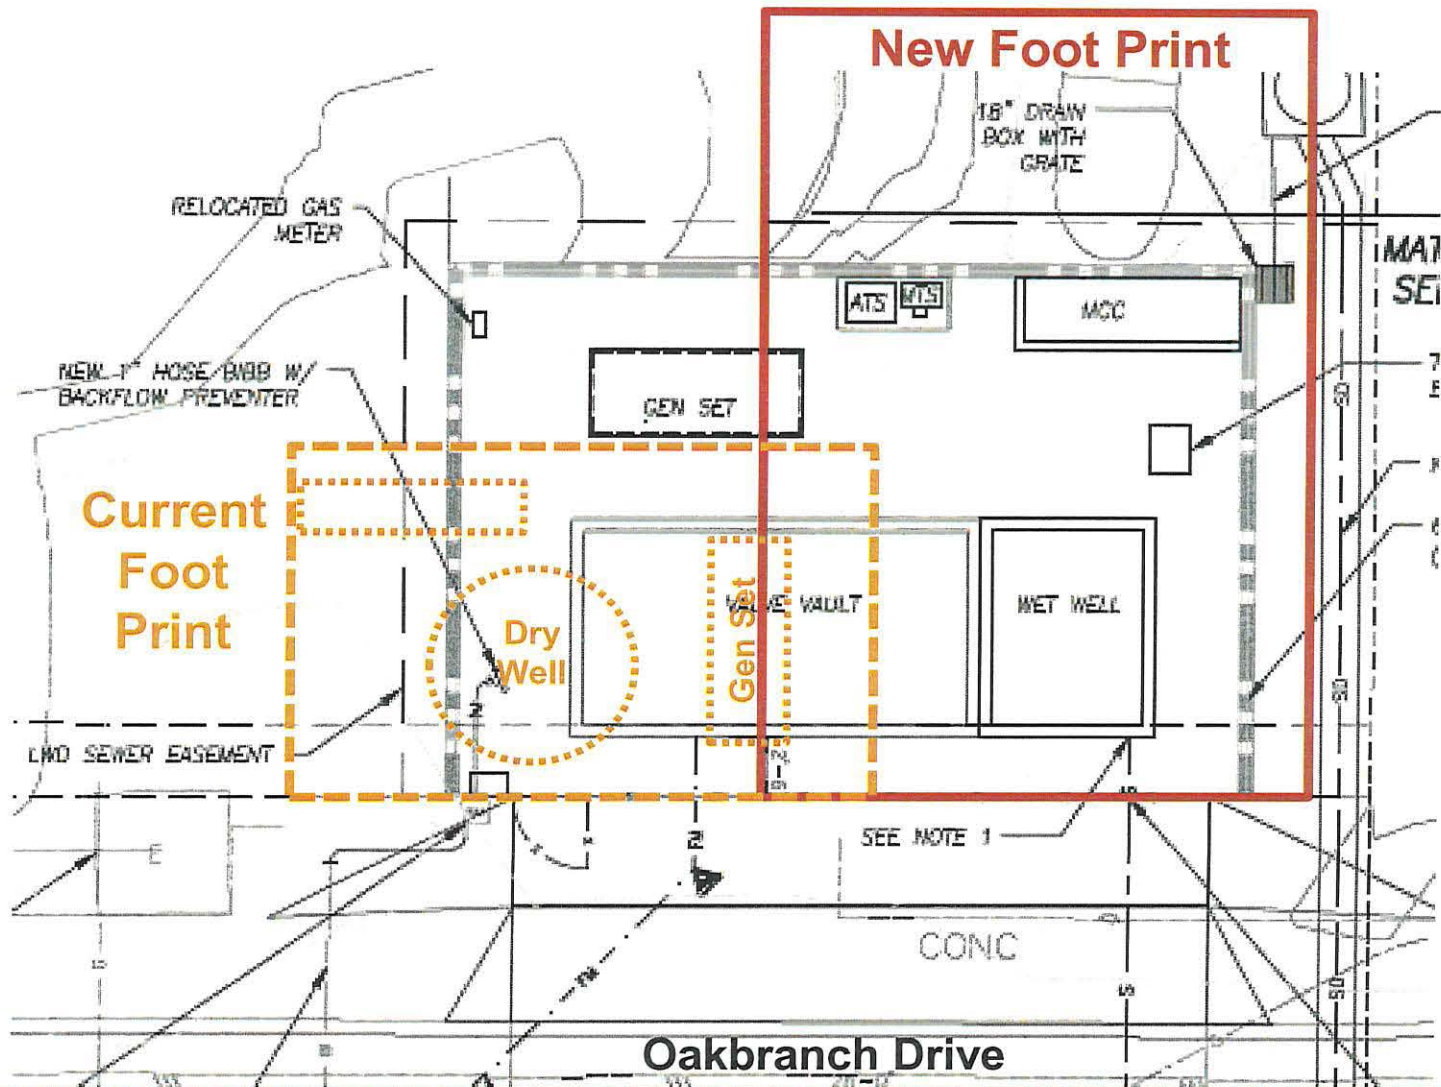 New Foot Print
18" DRAIN
BOX WITH
GRATE
RELOCATED GAS
METER
ATS
MTS
MCC
NEW 1" HOSE BIBB W/
BACKFLOW PREVENTER
GEN SET
Current
Foot
Print
Dry
Well
Gen Set
VALVE VAULT
WET WELL
LWD SEWER EASEMENT
SEE NOTE 1
E
CONC
Oakbranch Drive